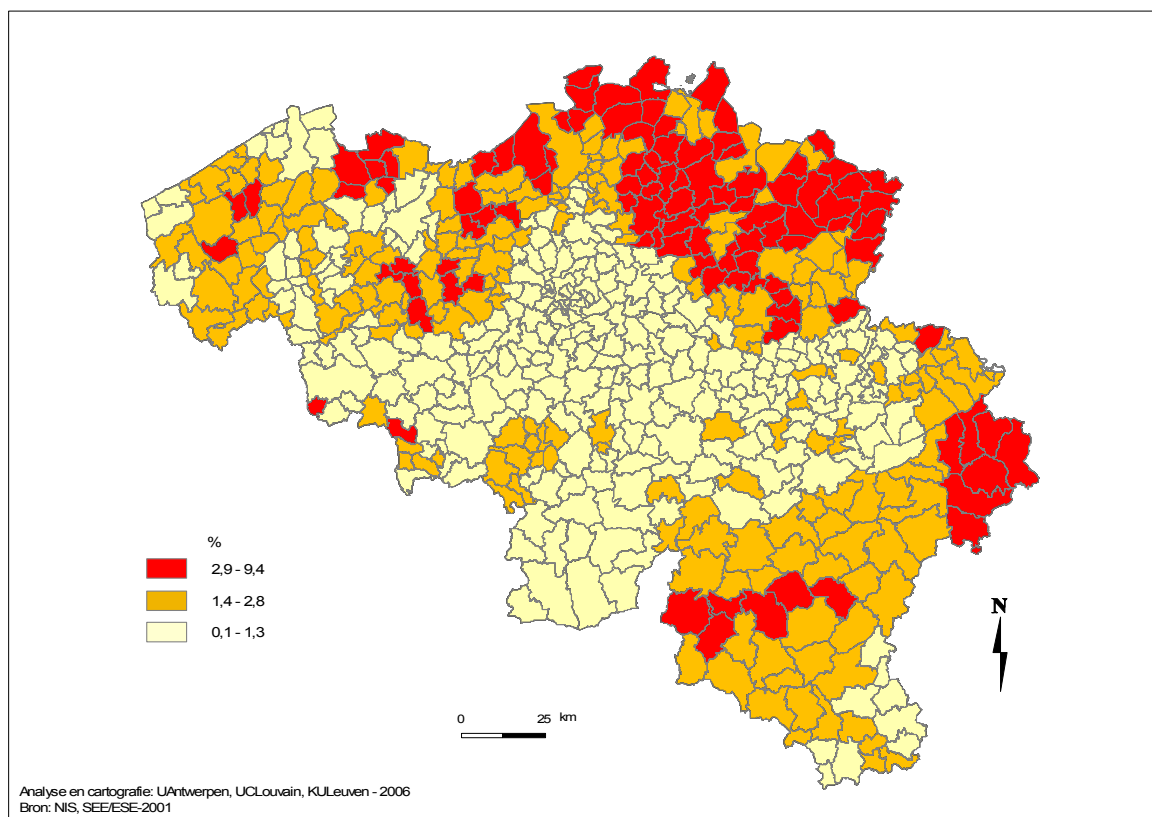 %
2,9 - 9,4
1,4 - 2,8
0,1 - 1,3
N
0 25 km
Analyse en cartografie: UAntwerpen, UCLouvain, KULeuven - 2006
Bron: NIS, SEE/ESE-2001